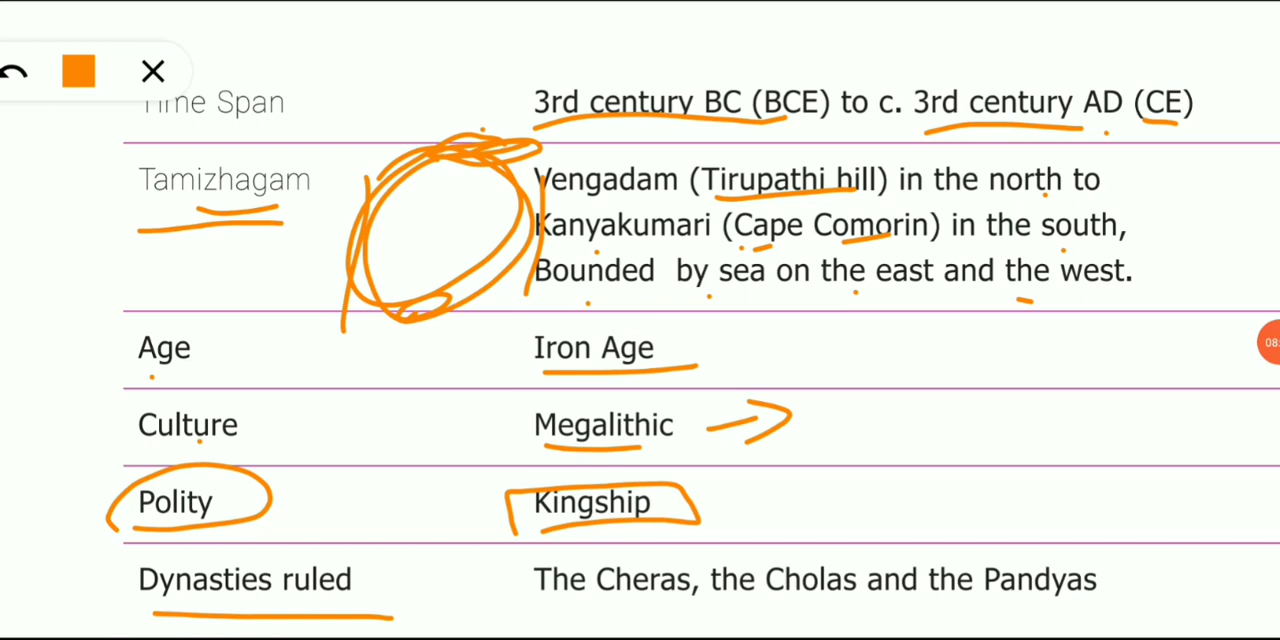 Time Span 3rd century BC (BCE) to c. 3rd century AD (CE)
Tamizhagam Vengadam (Tirupathi hill) in the north to
Kanyakumari (Cape Comorin) in the south,
Bounded by sea on the east and the west.
Age Iron Age
Culture Megalithic
Polity Kingship
Dynasties ruled The Cheras, the Cholas and the Pandyas